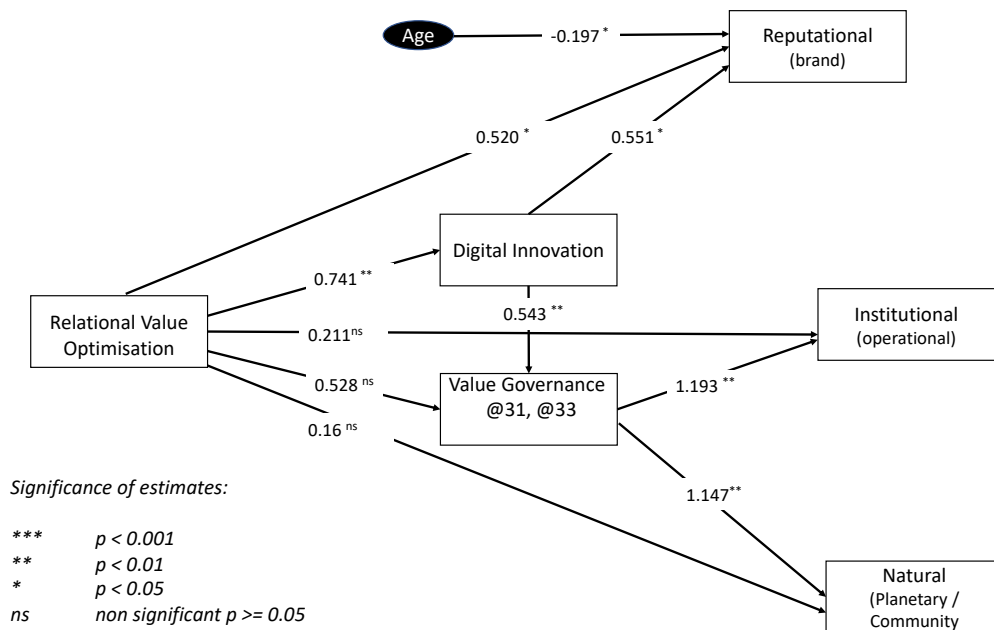 Age
-0.197 *
Reputational
(brand)
0.520 *
0.551 *
Digital Innovation
0.741 **
0.543 **
Relational Value
Optimisation
0.211 ns
Institutional
(operational)
0.528 ns
Value Governance
@31, @33
1.193 **
0.16 ns
1.147**
Significance of estimates:
*** p < 0.001
** p < 0.01
* p < 0.05
ns non significant p >= 0.05
Natural
(Planetary /
Community